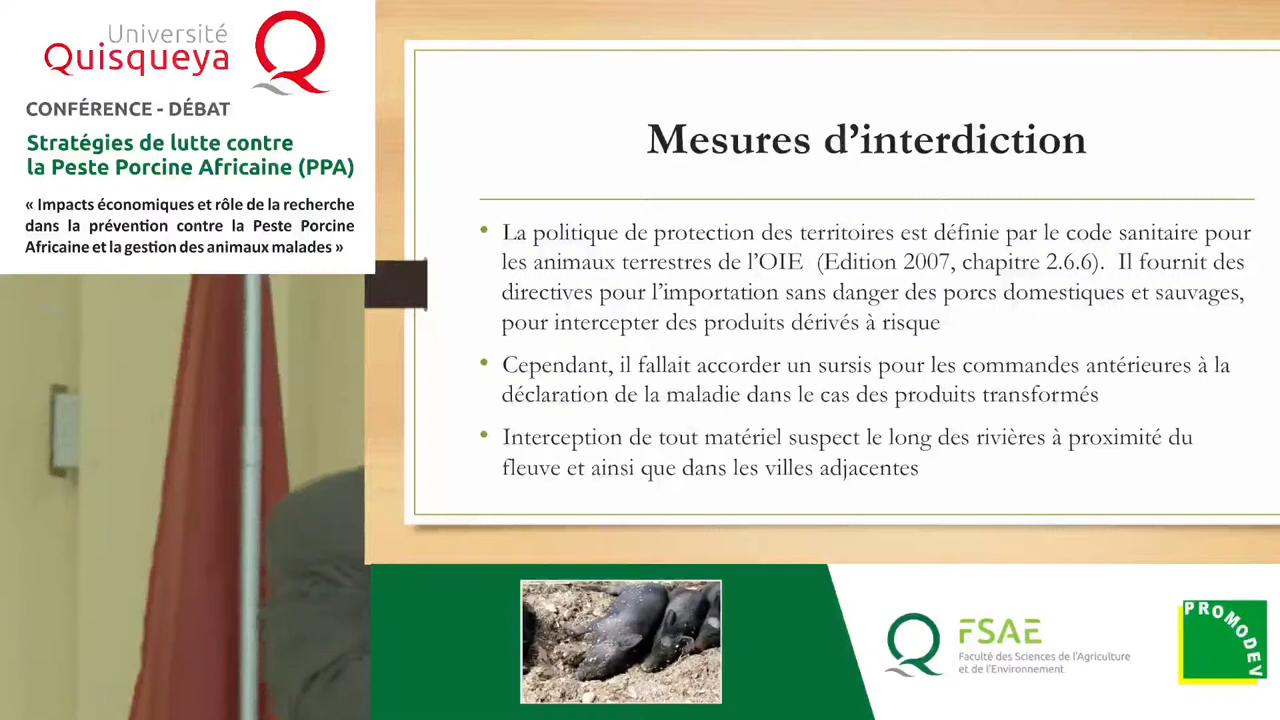 Université
Quisqueya
CONFÉRENCE - DÉBAT
Stratégies de lutte contre
la Peste Porcine Africaine (PPA)
« Impacts économiques et rôle de la recherche
dans la prévention contre la Peste Porcine
Africaine et la gestion des animaux malades »
Mesures d’interdiction
• La politique de protection des territoires est définie par le code sanitaire pour
les animaux terrestres de l’OIE (Edition 2007, chapitre 2.6.6). Il fournit des
directives pour l’importation sans danger des porcs domestiques et sauvages,
pour intercepter des produits dérivés à risque
• Cependant, il fallait accorder un sursis pour les commandes antérieures à la
déclaration de la maladie dans le cas des produits transformés
• Interception de tout matériel suspect le long des rivières à proximité du
fleuve et ainsi que dans les villes adjacentes
FSAE
Faculté des Sciences de l'Agriculture
et de l'Environnement
PROMODEV